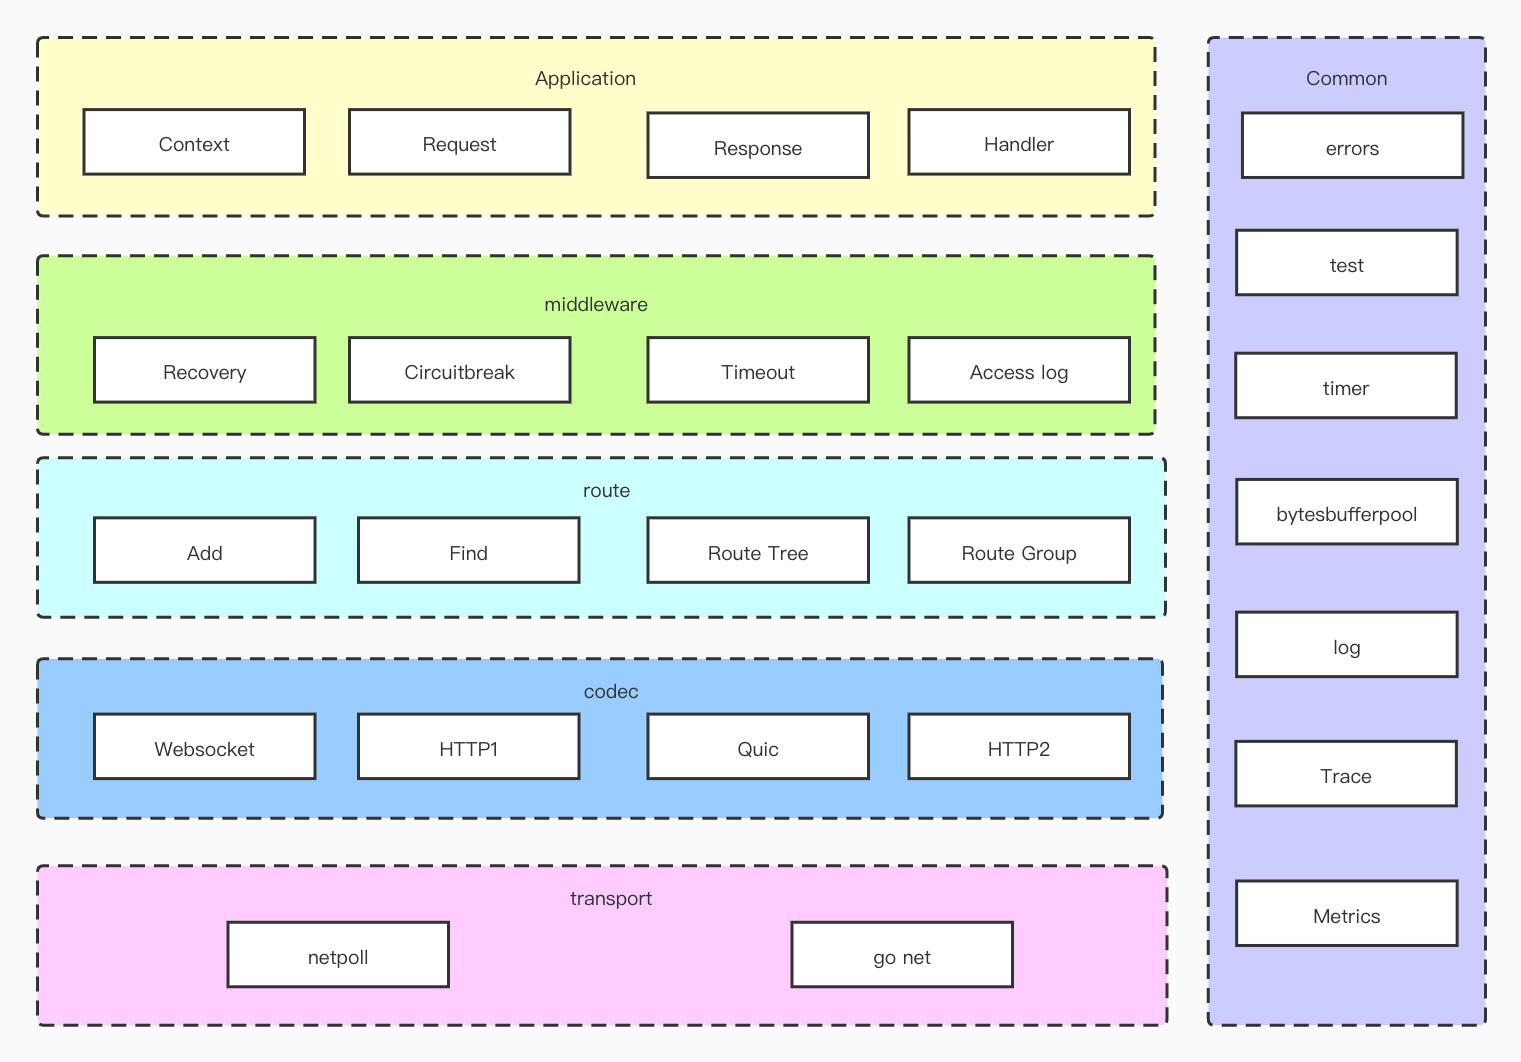 Application
Context
Request
Response
Handler
middleware
Recovery
Circuitbreak
Timeout
Access log
route
Add
Find
Route Tree
Route Group
codec
Websocket
HTTP1
Quic
HTTP2
transport
netpoll
go net
Common
errors
test
timer
bytesbufferpool
log
Trace
Metrics